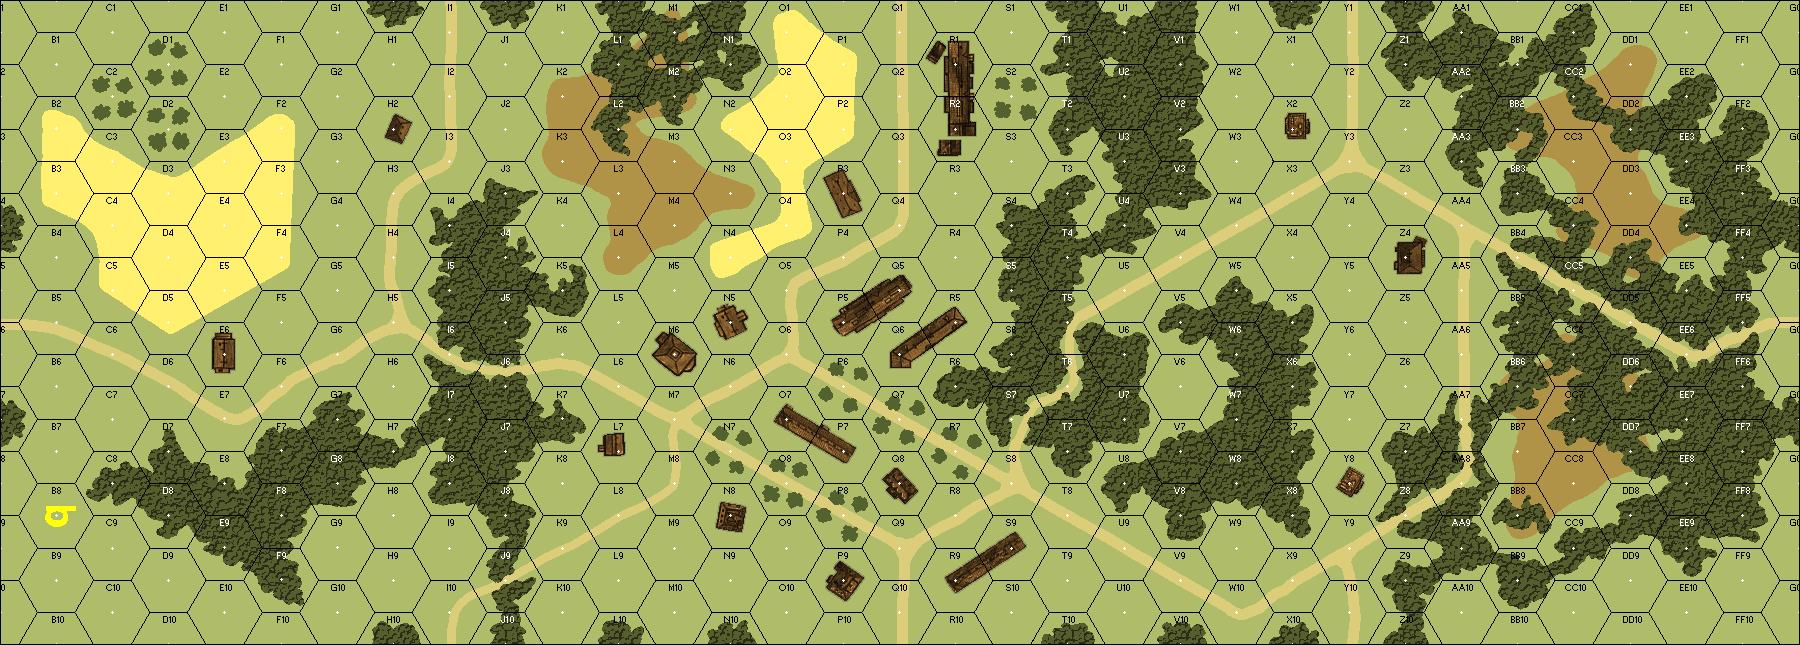 C1 E1 G1 I1 K1 M1 O1 Q1 S1 U1 W1 Y1 AA1 CC1 EE1
B1 D1 F1 H1 J1 L1 N1 P1 R1 T1 V1 X1 Z1 BB1 DD1 FF1
C2 E2 G2 I2 K2 M2 O2 Q2 S2 U2 W2 Y2 AA2 CC2 EE2
B2 D2 F2 H2 J2 L2 N2 P2 R2 T2 V2 X2 Z2 BB2 DD2 FF2
C3 E3 G3 I3 K3 M3 O3 Q3 S3 U3 W3 Y3 AA3 CC3 EE3
B3 D3 F3 H3 J3 L3 N3 P3 R3 T3 V3 X3 Z3 BB3 DD3 FF3
C4 E4 G4 I4 K4 M4 O4 Q4 S4 U4 W4 Y4 AA4 CC4 EE4
B4 D4 F4 H4 J4 L4 N4 P4 R4 T4 V4 X4 Z4 BB4 DD4 FF4
C5 E5 G5 I5 K5 M5 O5 Q5 S5 U5 W5 Y5 AA5 CC5 EE5
B5 D5 F5 H5 J5 L5 N5 P5 R5 T5 V5 X5 Z5 BB5 DD5 FF5
C6 E6 G6 I6 K6 M6 O6 Q6 S6 U6 W6 Y6 AA6 CC6 EE6
B6 D6 F6 H6 J6 L6 N6 P6 R6 T6 V6 X6 Z6 BB6 DD6 FF6
C7 E7 G7 I7 K7 M7 O7 Q7 S7 U7 W7 Y7 AA7 CC7 EE7
B7 D7 F7 H7 J7 L7 N7 P7 R7 T7 V7 X7 Z7 BB7 DD7 FF7
C8 E8 G8 I8 K8 M8 O8 Q8 S8 U8 W8 Y8 AA8 CC8 EE8
B8 D8 F8 H8 J8 L8 N8 P8 R8 T8 V8 X8 Z8 BB8 DD8 FF8
C9 E9 G9 I9 K9 M9 O9 Q9 S9 U9 W9 Y9 AA9 CC9 EE9
B9 D9 F9 H9 J9 L9 N9 P9 R9 T9 V9 X9 Z9 BB9 DD9 FF9
C10 E10 G10 I10 K10 M10 O10 Q10 S10 U10 W10 Y10 AA10 CC10 EE10
B10 D10 F10 H10 J10 L10 N10 P10 R10 T10 V10 X10 Z10 BB10 DD10 FF10